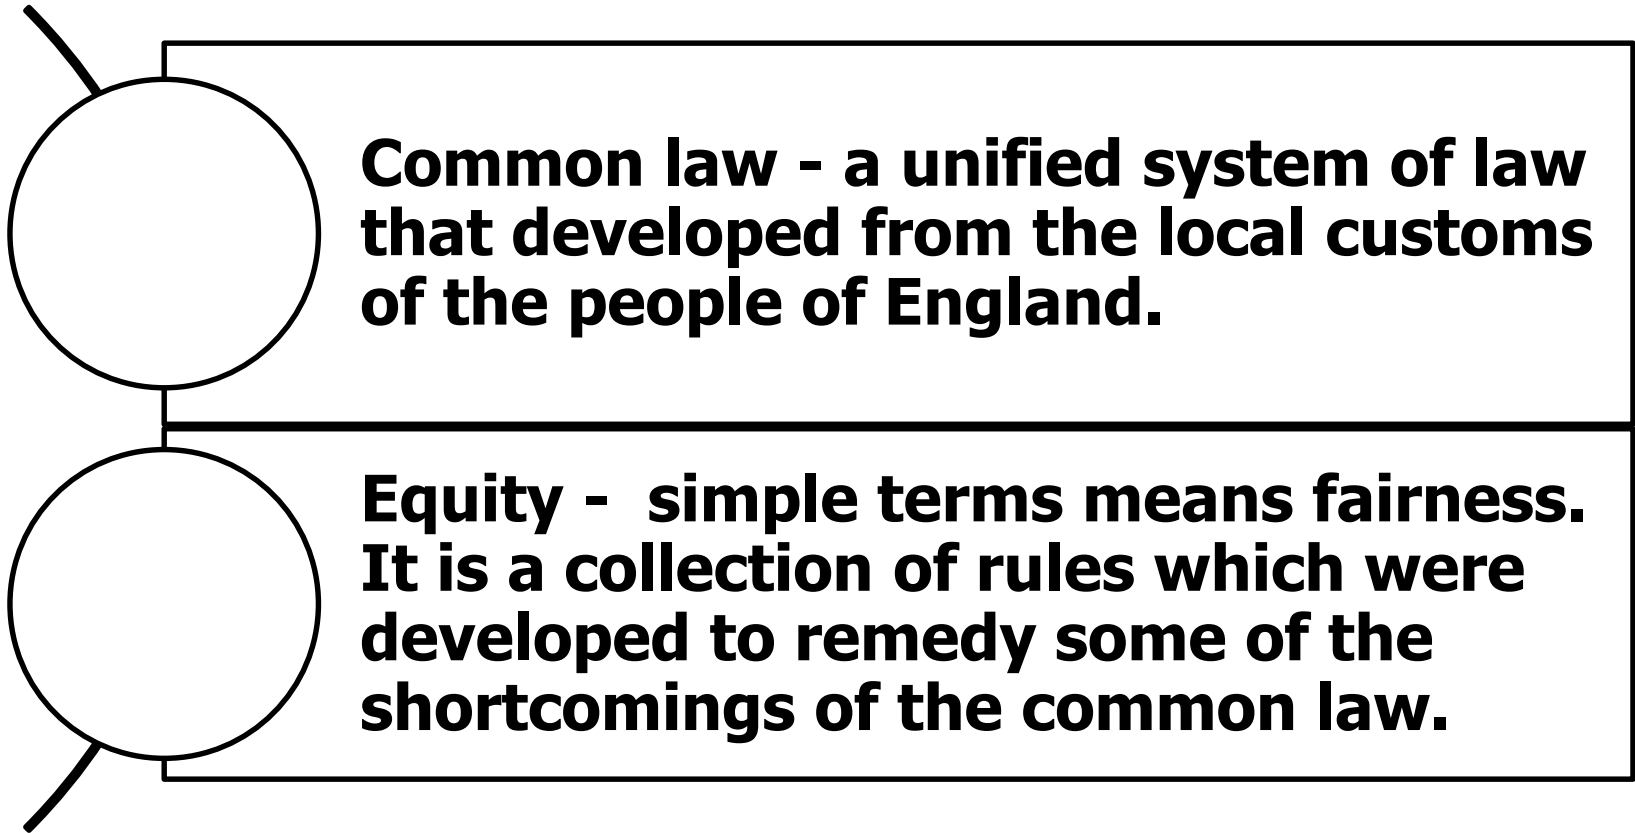 Common law - a unified system of law
that developed from the local customs
of the people of England.
Equity -  simple terms means fairness.
It is a collection of rules which were
developed to remedy some of the
shortcomings of the common law.